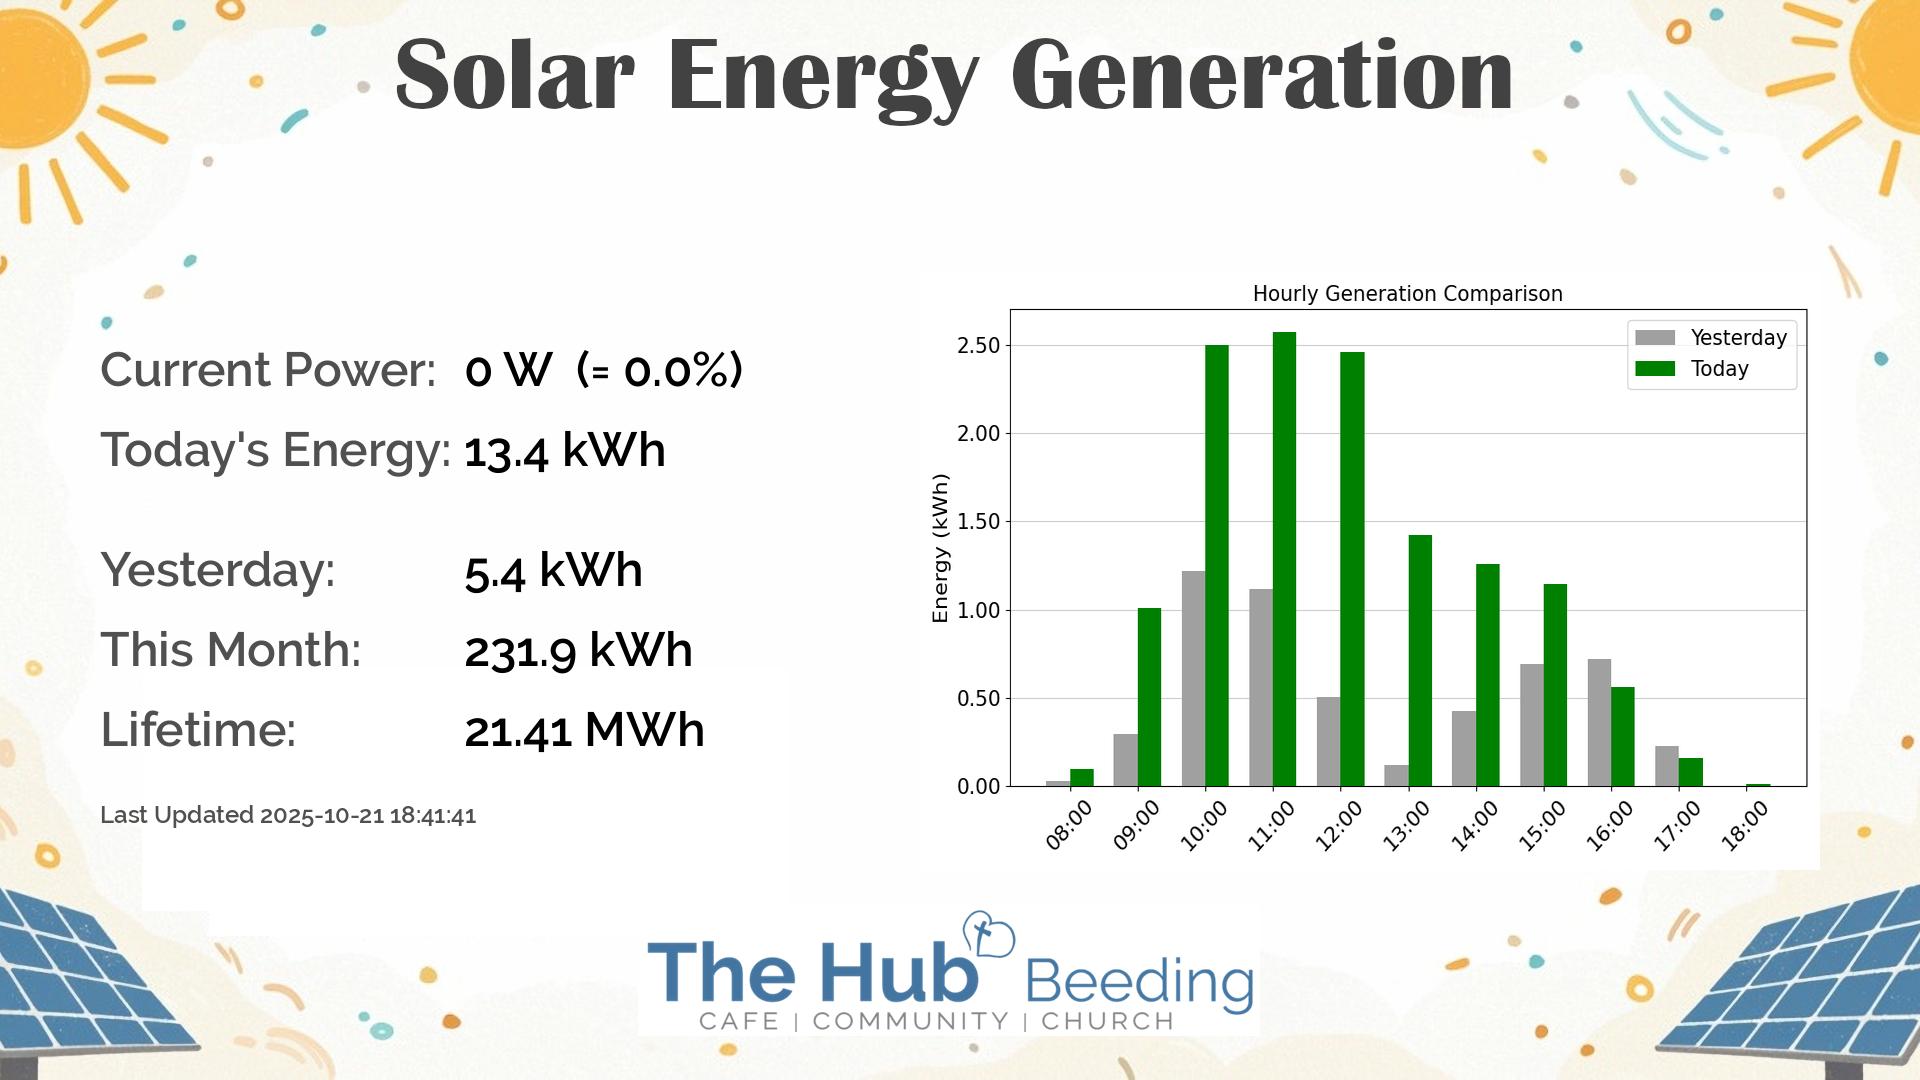 Solar Energy Generation
Current Power: 0 W (= 0.0%)
Today's Energy: 13.4 kWh
Yesterday: 5.4 kWh
This Month: 231.9 kWh
Lifetime: 21.41 MWh
Last Updated 2025-10-21 18:41:41
Hourly Generation Comparison
Yesterday
Today
Energy (kWh)
2.50
2.00
1.50
1.00
0.50
0.00
08:00 09:00 10:00 11:00 12:00 13:00 14:00 15:00 16:00 17:00 18:00
The Hub Beeding
CAFE | COMMUNITY | CHURCH